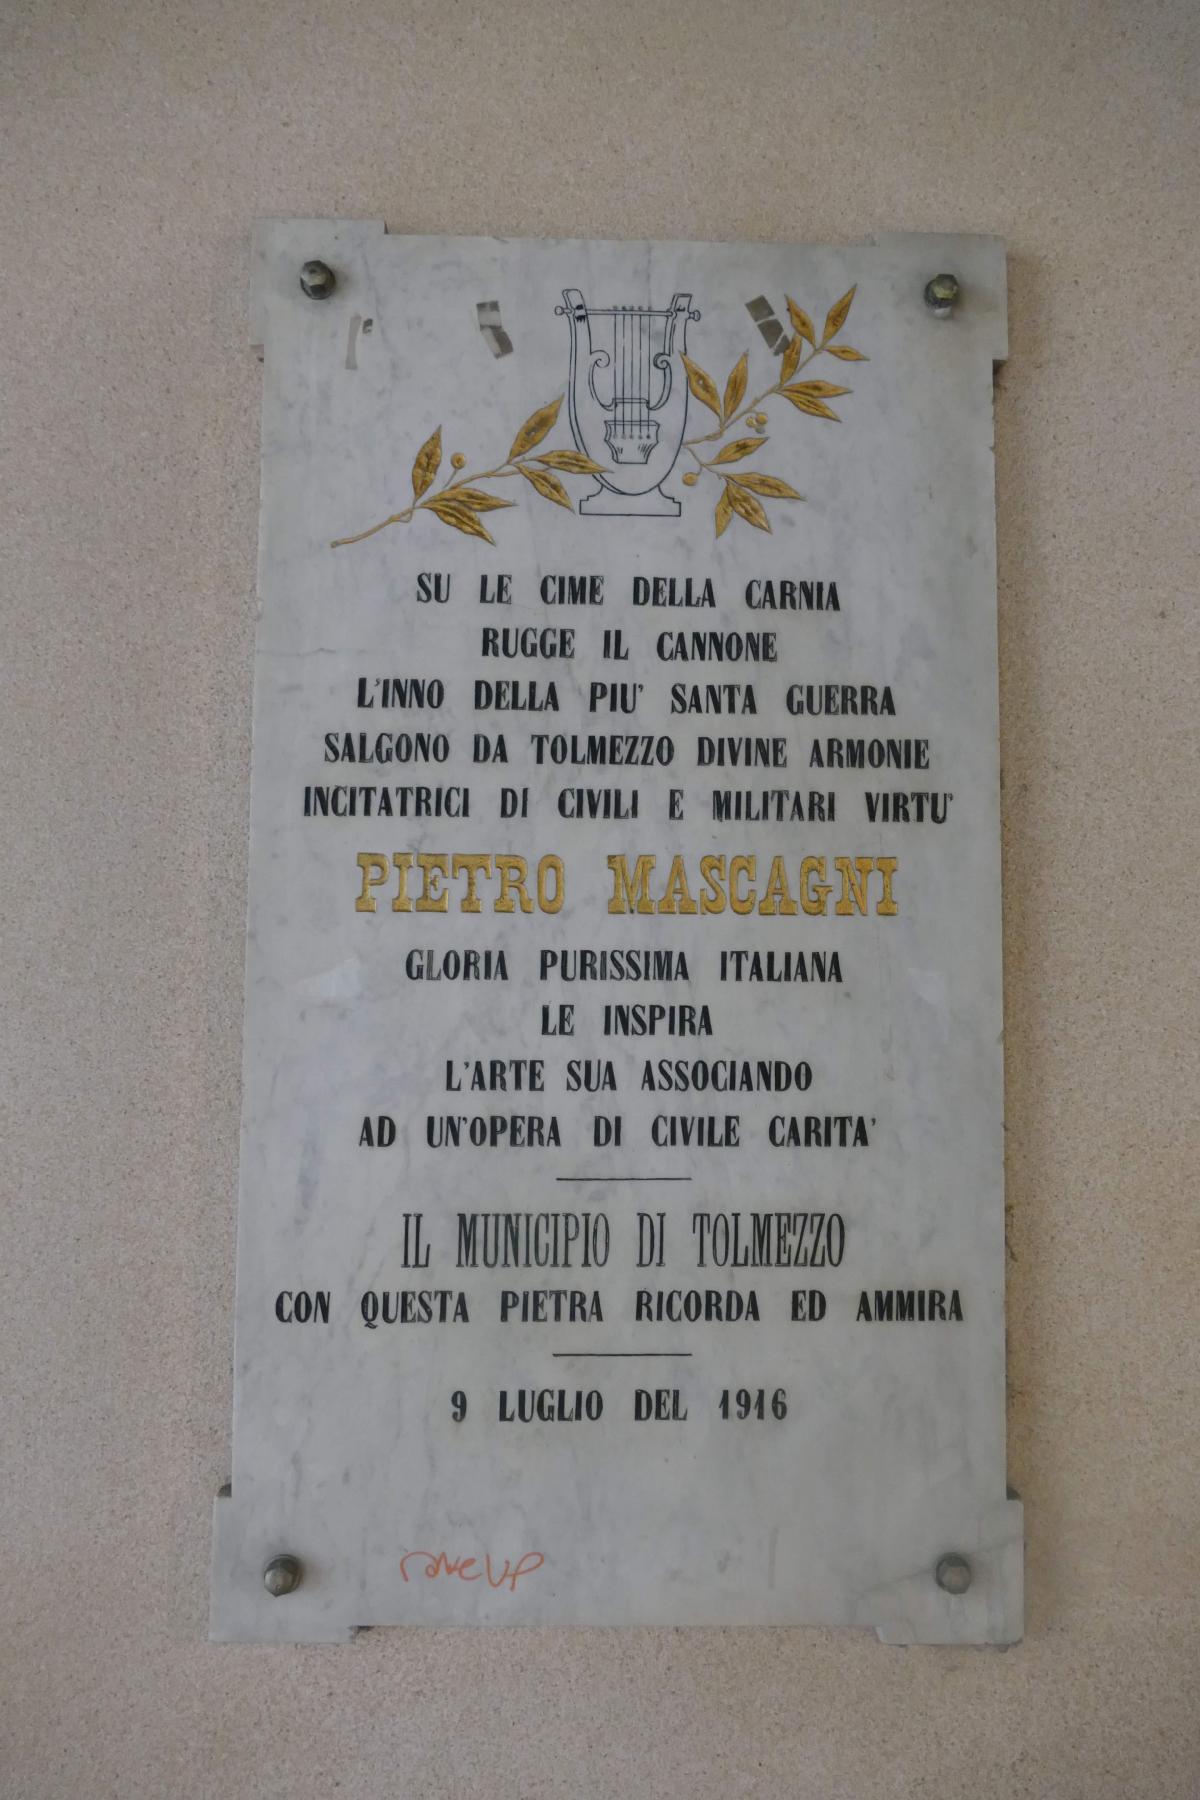 SU LE CIME DELLA CARNIA
RUGGE IL CANNONE
L'INNO DELLA PIU' SANTA GUERRA
SALGONO DA TOLMEZZO DIVINE ARMONIE
INCITATRICI DI CIVILI E MILITARI VIRTU'
PIETRO MASCAGNI
GLORIA PURISSIMA ITALIANA
LE INSPIRA
L'ARTE SUA ASSOCIANDO
AD UN'OPERA DI CIVILE CARITA'
IL MUNICIPIO DI TOLMEZZO
CON QUESTA PIETRA RICORDA ED AMMIRA
9 LUGLIO DEL 1916